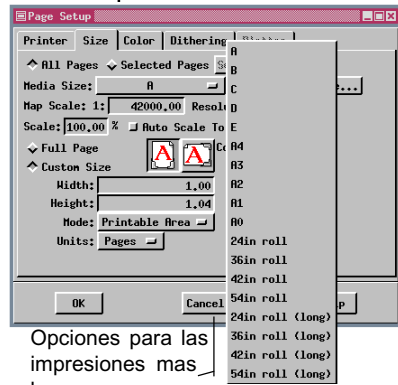 Page Setup
Printer Size Color Dithering
All Pages Selected Pages
Media Size: A
Map Scale: 1: 42000.00
Scale: 100.00 % Auto Scale To
Full Page
Custom Size
A A
Width: 1.00
Height: 1.04
Mode: Printable Area
Units: Pages
OK Cancel
A
B
C
D
E
A4
A3
A2
A1
A0
24in roll
36in roll
42in roll
54in roll
24in roll (long)
36in roll (long)
42in roll (long)
54in roll (long)
Opciones para las
impresiones mas